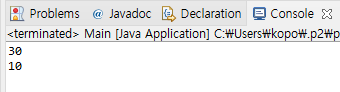 Problems @ Javadoc Declaration Console
<terminated> Main [Java Application] C:₩Users₩kopo₩.p2₩p
30
10